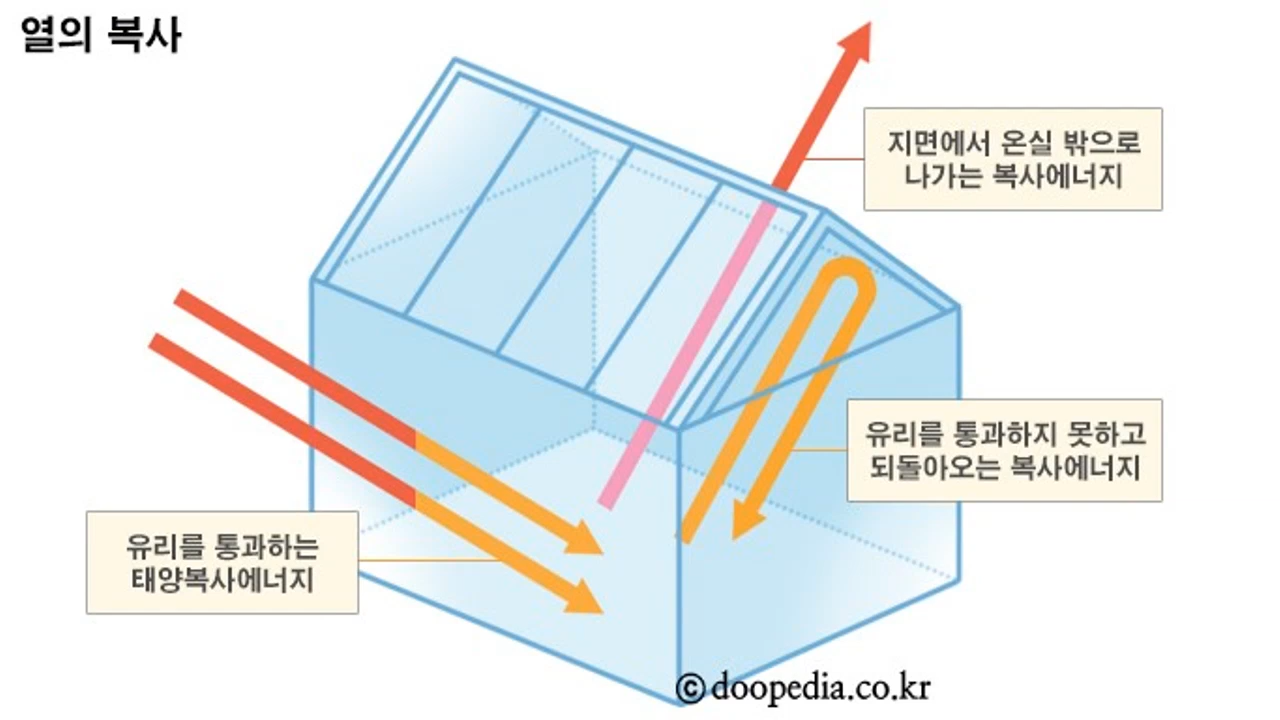 열의 복사
지면에서 온실 밖으로
나가는 복사에너지
유리를 통과하지 못하고
되돌아오는 복사에너지
유리를 통과하는
태양복사에너지
ⓒdoopedia.co.kr